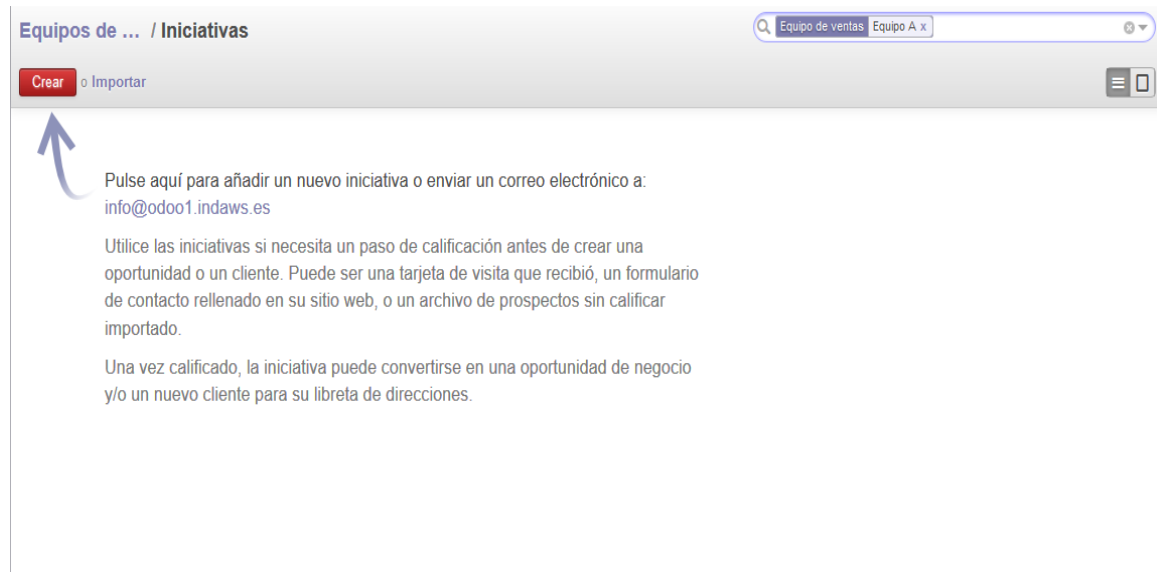 Equipos de ... / Iniciativas
Equipo de ventas Equipo A x
Crear o Importar
Pulse aquí para añadir un nuevo iniciativa o enviar un correo electrónico a:
info@odoo1.indaws.es
Utilice las iniciativas si necesita un paso de calificación antes de crear una
oportunidad o un cliente. Puede ser una tarjeta de visita que recibió, un formulario
de contacto rellenado en su sitio web, o un archivo de prospectos sin calificar
importado.
Una vez calificado, la iniciativa puede convertirse en una oportunidad de negocio
y/o un nuevo cliente para su libreta de direcciones.